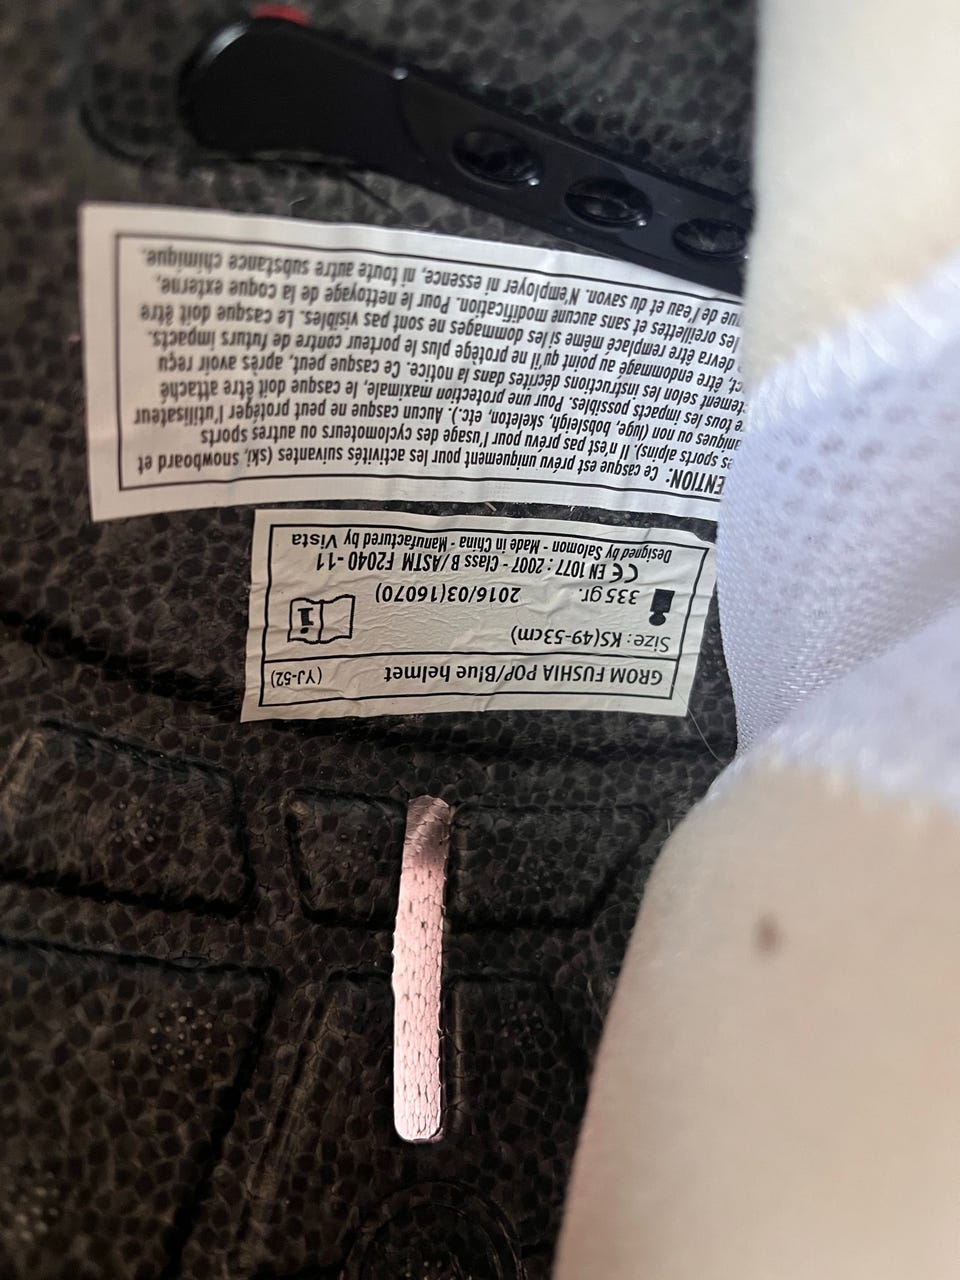 GROM FUSHIA POP/Blue helmet (YJ-52)
Size: KS(49-53cm)
335 gr. 2016/03(16070)
CE EN 1077 : 2007 - Class B/ASTM F2040-11
Designed by Salomon - Made in China - Manufactured by Vista
ENTION· Ce casque est prévu uniquement pour les activités suivantes (ski, snowboard et
es sports alpins). Il n'est pas prévu pour l'usage des cyclomoteurs ou autres sports
aniques ou non (luge, bobsleigh, skeleton, etc.). Aucun casque ne peut protéger l'utilisateur
re tous les impacts possibles. Pour une protection maximale, le casque doit être attaché
ctement selon les instructions décrites dans la notice. Ce casque peut, après avoir reçu
ct, être endommagé au point qu'il ne protège plus le porteur contre de futurs impacts.
devra être remplacé même si les dommages ne sont pas visibles. Le casque doit être
les oreillettes et sans aucune modification. Pour le nettoyage de la coque externe,
que de l'eau et du savon. N'employer ni essence, ni toute autre substance chimique.